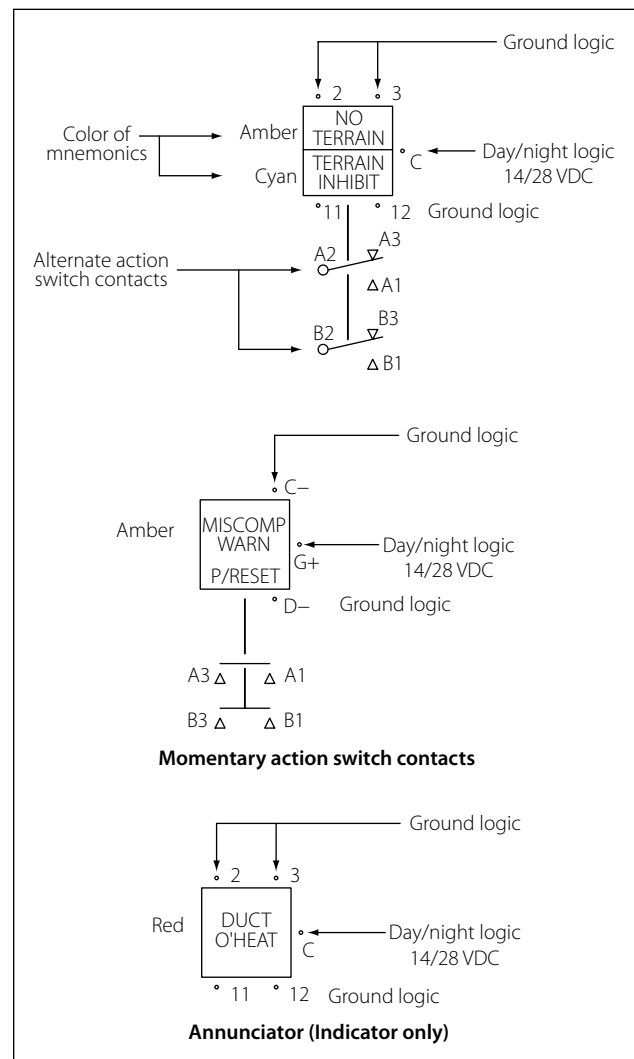 Ground logic
2
3
Color of
mnemonics
Amber
NO
TERRAIN
Cyan
TERRAIN
INHIBIT
C
Day/night logic
14/28 VDC
11
12
Ground logic
Alternate action
switch contacts
A2
A3
A1
B2
B3
B1
Ground logic
C–
Amber
MISCOMP
WARN
P/RESET
G+
Day/night logic
14/28 VDC
D–
Ground logic
A3
A1
B3
B1
Momentary action switch contacts
Ground logic
2
3
Red
DUCT
O'HEAT
C
Day/night logic
14/28 VDC
11
12
Ground logic
Annunciator (Indicator only)